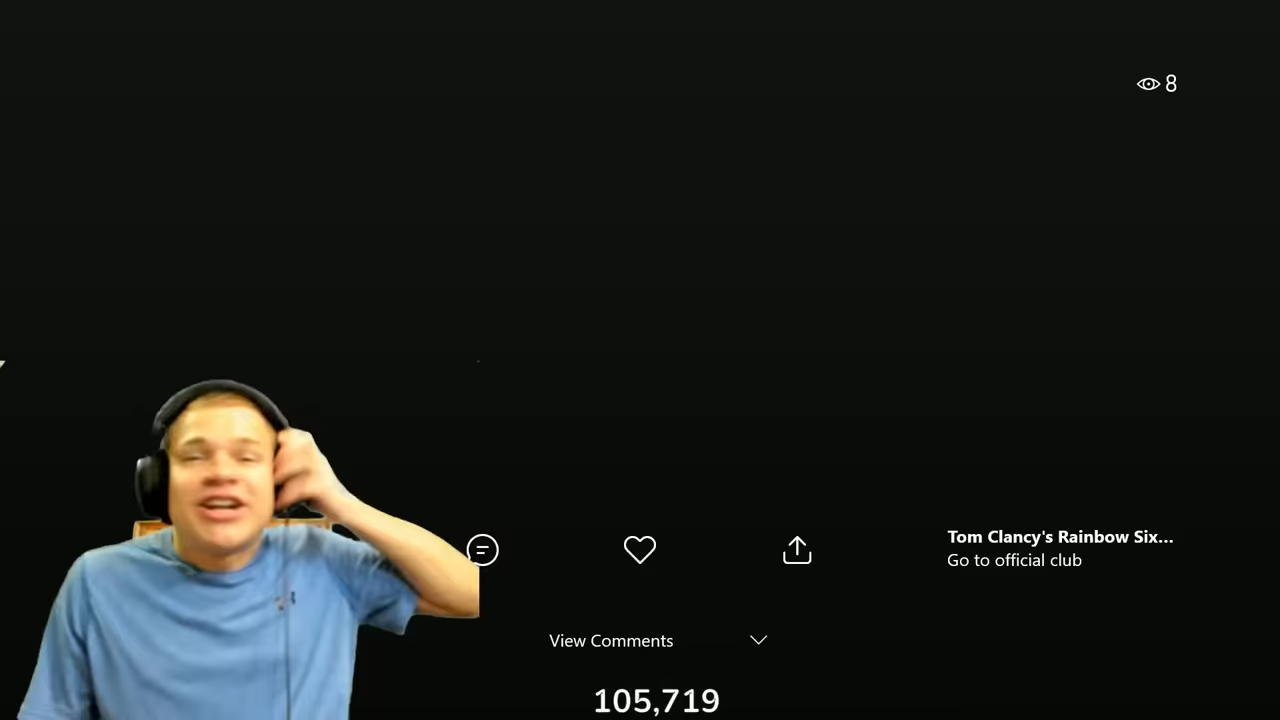 8
Tom Clancy's Rainbow Six...
Go to official club
View Comments
105,719